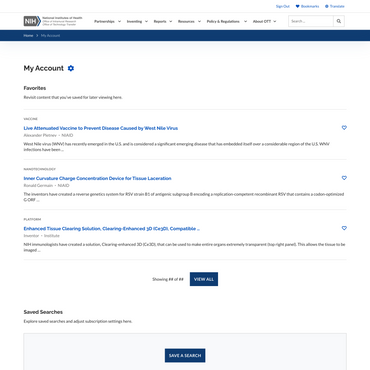 Sign Out Bookmarks Translate
NIH National Institutes of Health
Office of Intramural Research
Office of Technology Transfer
Partnerships Inventing Reports Resources Policy & Regulations About OTT Search...
Home My Account
My Account
Favorites
Revisit content that you've saved for later viewing here.
VACCINE
Live Attenuated Vaccine to Prevent Disease Caused by West Nile Virus
Alexander Pletnev - NIAID
West Nile virus (WNV) has recently emerged in the U.S. and is considered a significant emerging disease that has embedded itself over a considerable region of the U.S. WNV
infections have been ...
NANOTECHNOLOGY
Inner Curvature Charge Concentration Device for Tissue Laceration
Ronald Germain - NIAID
The inventors have created a reverse genetics system for RSV strain B1 of antigenic subgroup B encoding a replication-competent recombinant RSV that contains a codon-optimized
G ORF ...
PLATFORM
Enhanced Tissue Clearing Solution, Clearing-Enhanced 3D (Ce3D), Compatible ...
Inventor - Institute
NIH immunologists have created a solution, Clearing-enhanced 3D (Ce3D), that can be used to make entire organs extremely transparent (top right panel). This allows the tissue to be
imaged ...
Showing ## of ## VIEW ALL
Saved Searches
Explore saved searches and adjust subscription settings here.
SAVE A SEARCH